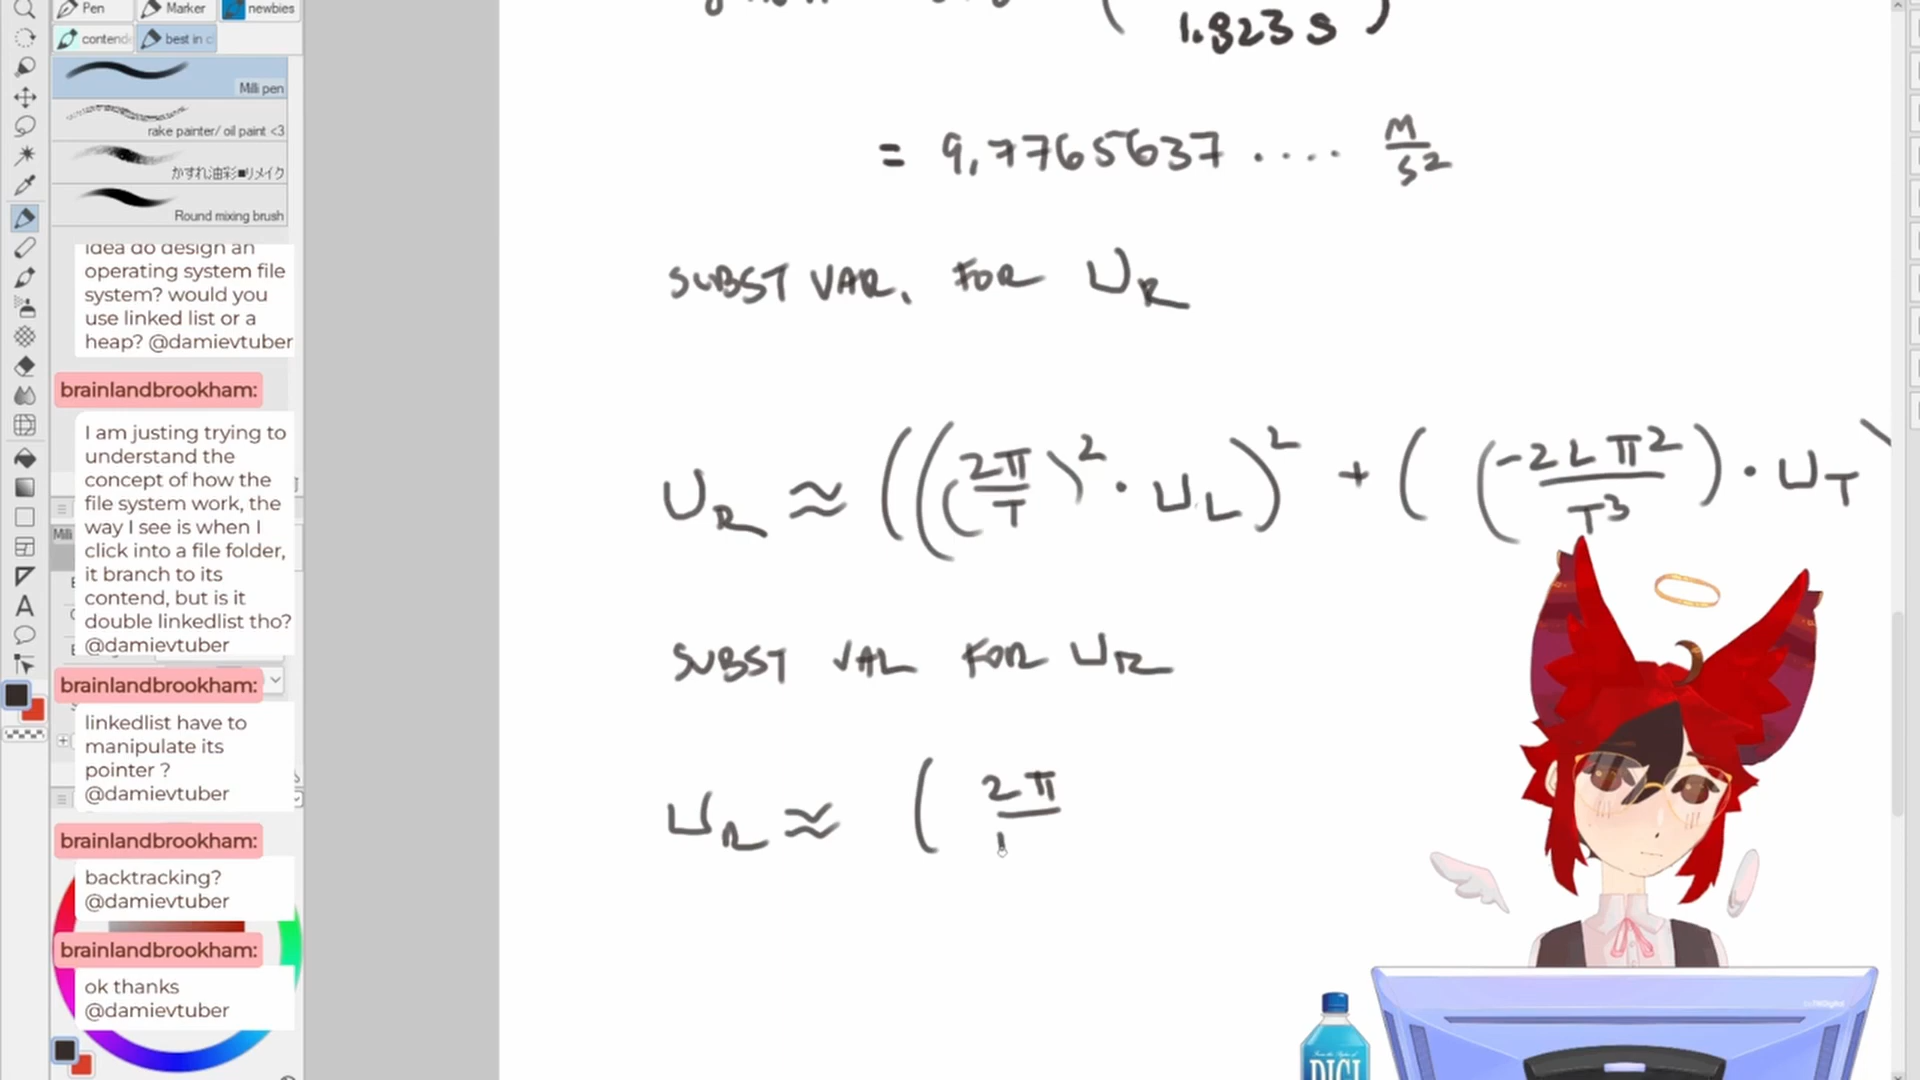 Pen Marker newbies
contend best in c
Milli pen
rake painter/ oil paint <3
かすれ油彩■リメイク
Round mixing brush
idea do design an
operating system file
system? would you
use linked list or a
heap? @damievtuber
brainlandbrookham:
I am justing trying to
understand the
concept of how the
file system work, the
way I see is when I
click into a file folder,
it branch to its
contend, but is it
double linkedlist tho?
@damievtuber
brainlandbrookham:
linkedlist have to
manipulate its
pointer ?
@damievtuber
brainlandbrookham:
backtracking?
@damievtuber
brainlandbrookham:
ok thanks
@damievtuber
1.823 s
= 9,7765637 .... M/S²
SUBST VAR. FOR U_R
U_R ≈ (((2π/T)² · U_L)² + ((-2Lπ²/T³) · U_T
SUBST VAL FOR U_R
U_R ≈ ( 2π/1
DIGI